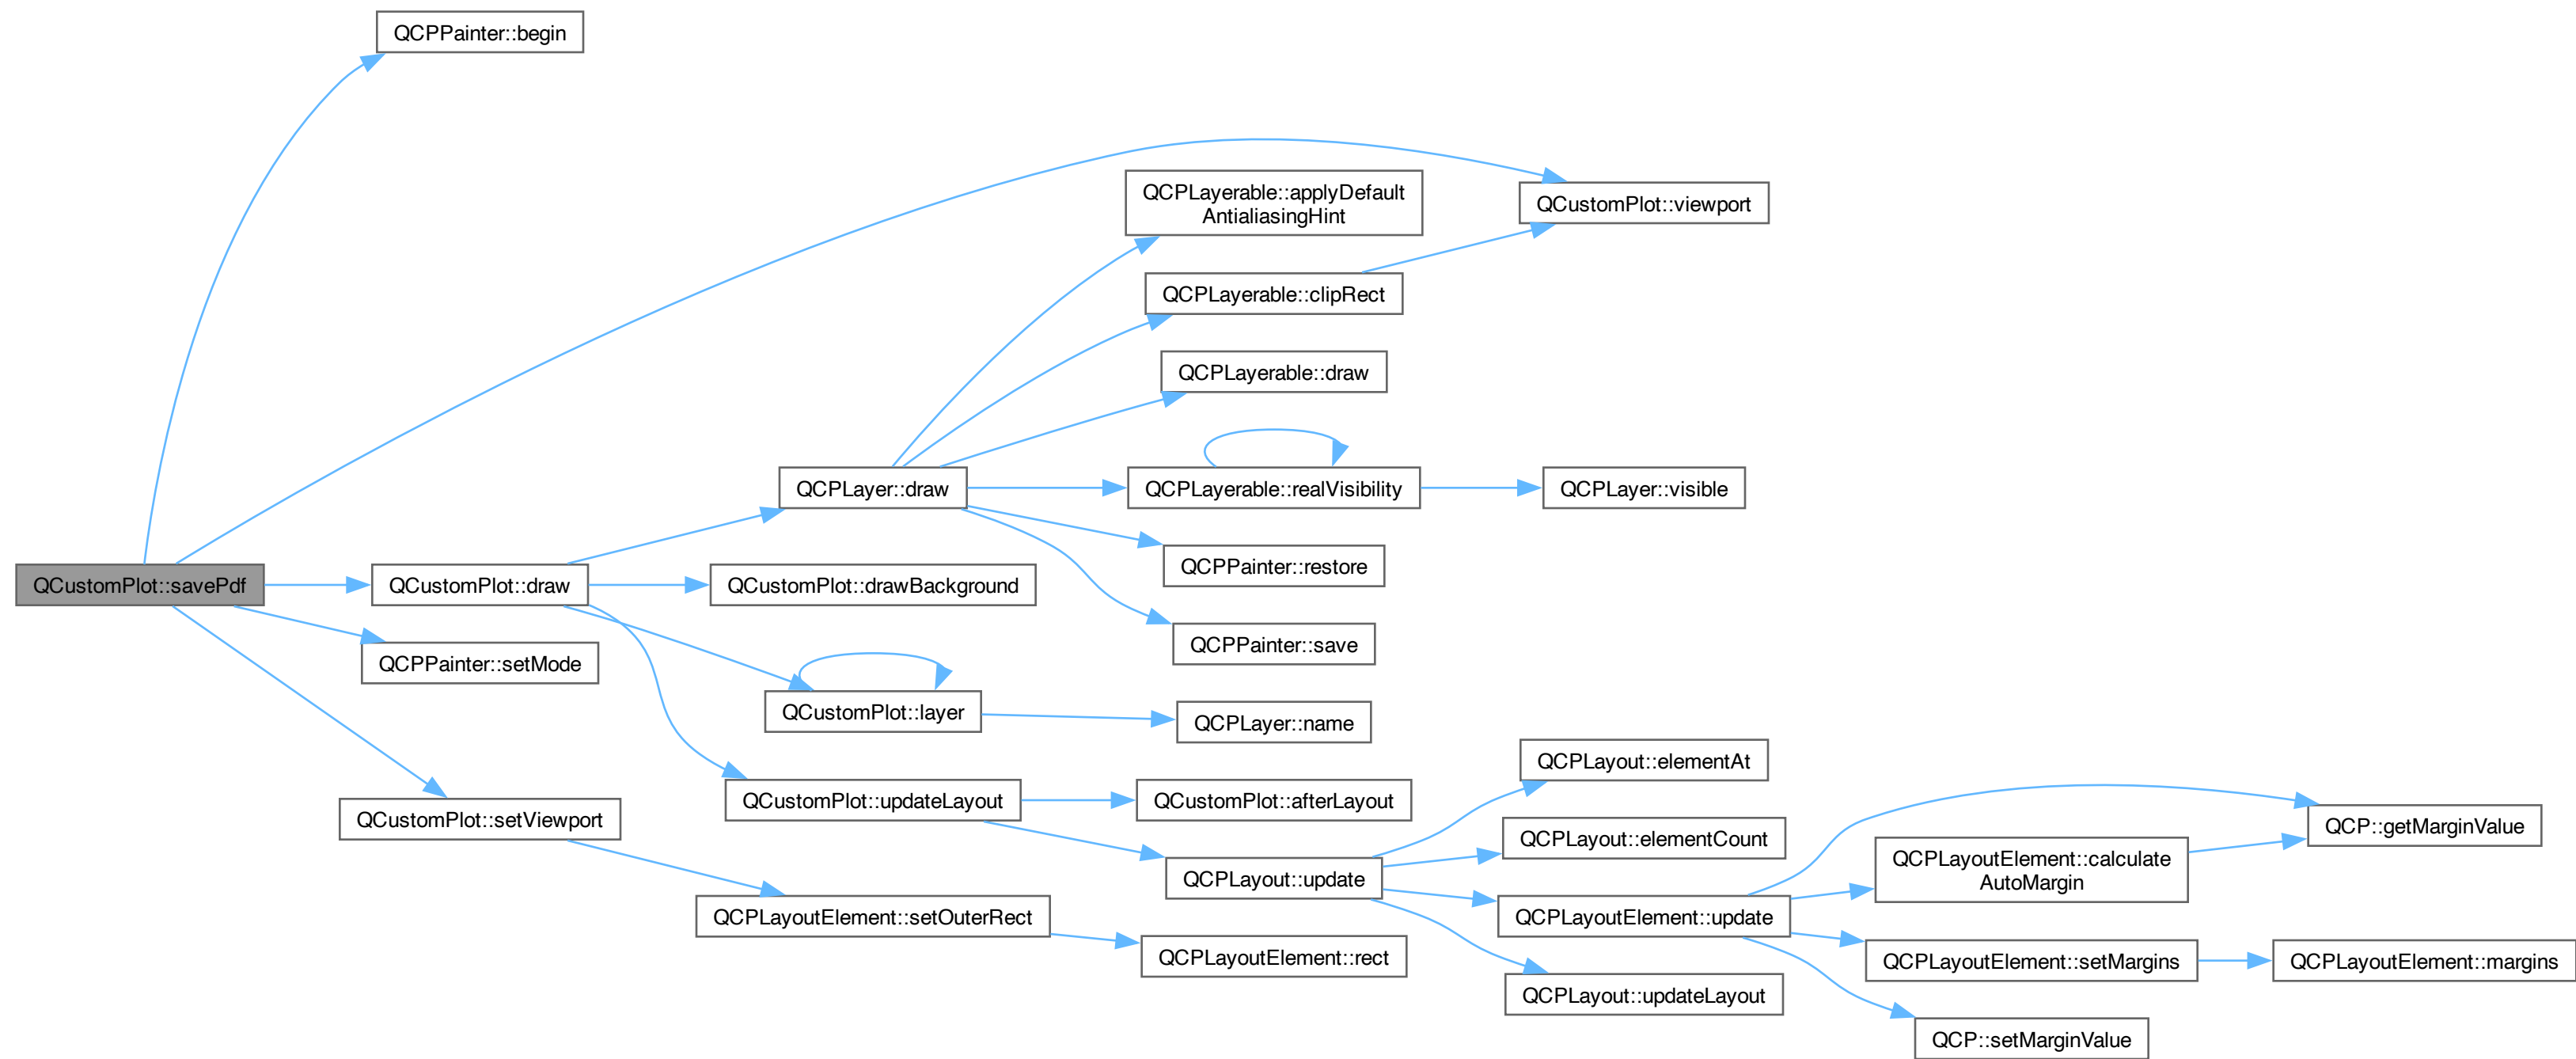 QCPPainter::begin
QCPLayerable::applyDefault
AntialiasingHint
QCustomPlot::viewport
QCPLayerable::clipRect
QCPLayerable::draw
QCPLayer::draw
QCPLayerable::realVisibility
QCPLayer::visible
QCustomPlot::savePdf
QCustomPlot::draw
QCustomPlot::drawBackground
QCPPainter::restore
QCPPainter::setMode
QCPPainter::save
QCustomPlot::layer
QCPLayer::name
QCPLayout::elementAt
QCustomPlot::updateLayout
QCustomPlot::afterLayout
QCustomPlot::setViewport
QCPLayout::elementCount
QCP::getMarginValue
QCPLayout::update
QCPLayoutElement::calculate
AutoMargin
QCPLayoutElement::setOuterRect
QCPLayoutElement::update
QCPLayoutElement::rect
QCPLayoutElement::setMargins
QCPLayoutElement::margins
QCPLayout::updateLayout
QCP::setMarginValue